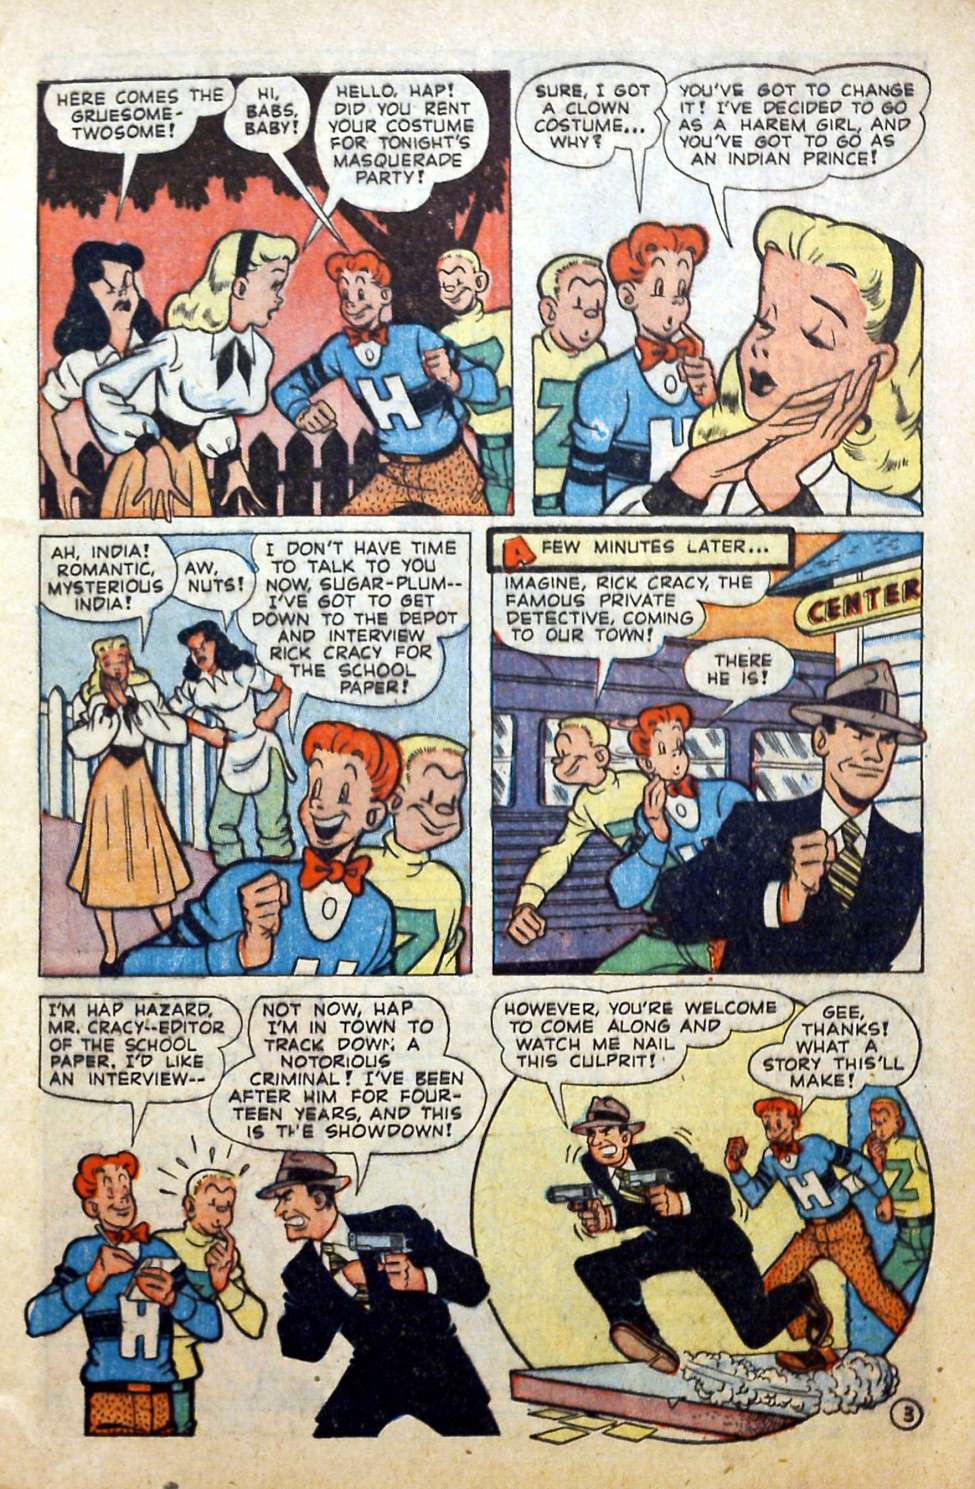 HERE COMES THE
GRUESOME-
TWOSOME!
HI,
BABS,
BABY!
HELLO, HAP!
DID YOU RENT
YOUR COSTUME
FOR TONIGHT'S
MASQUERADE
PARTY!
H
SURE, I GOT
A CLOWN
COSTUME...
WHY?
YOU'VE GOT TO CHANGE
IT! I'VE DECIDED TO GO
AS A HAREM GIRL, AND
YOU'VE GOT TO GO AS
AN INDIAN PRINCE!
Z
H
AH, INDIA!
ROMANTIC,
MYSTERIOUS
INDIA!
AW,
NUTS!
I DON'T HAVE TIME
TO TALK TO YOU
NOW, SUGAR-PLUM--
I'VE GOT TO GET
DOWN TO THE DEPOT
AND INTERVIEW
RICK CRACY FOR
THE SCHOOL
PAPER!
Z
H
A FEW MINUTES LATER...
IMAGINE, RICK CRACY, THE
FAMOUS PRIVATE
DETECTIVE, COMING
TO OUR TOWN!
THERE
HE IS!
CENTER
I'M HAP HAZARD,
MR. CRACY--EDITOR
OF THE SCHOOL
PAPER. I'D LIKE
AN INTERVIEW--
NOT NOW, HAP
I'M IN TOWN TO
TRACK DOWN A
NOTORIOUS
CRIMINAL! I'VE BEEN
AFTER HIM FOR FOUR-
TEEN YEARS, AND THIS
IS THE SHOWDOWN!
H
HOWEVER, YOU'RE WELCOME
TO COME ALONG AND
WATCH ME NAIL
THIS CULPRIT!
GEE,
THANKS!
WHAT A
STORY THIS'LL
MAKE!
H
Z
3